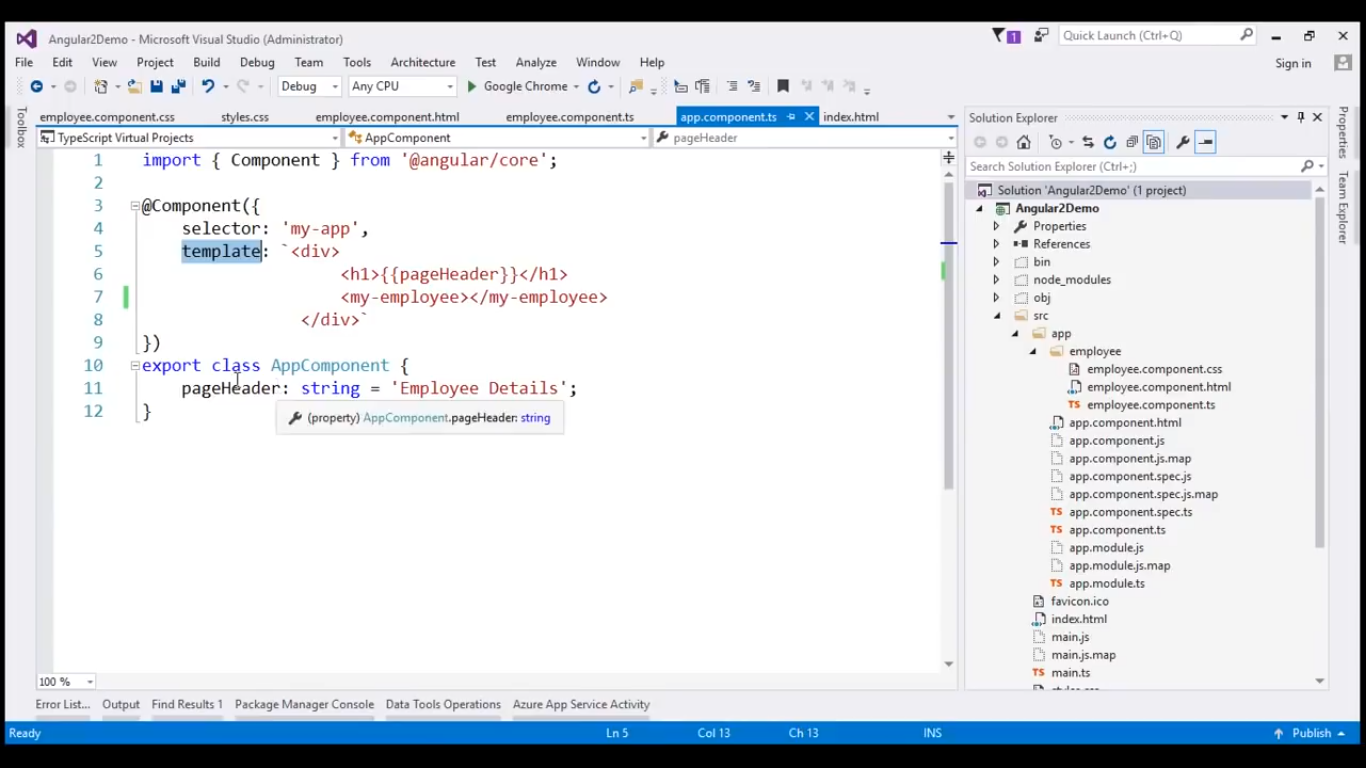 Angular2Demo - Microsoft Visual Studio (Administrator)
1
Quick Launch (Ctrl+Q)
File Edit View Project Build Debug Team Tools Architecture Test Analyze Window Help
Sign in
Debug Any CPU Google Chrome
Toolbox
employee.component.css styles.css employee.component.html employee.component.ts app.component.ts index.html
TypeScript Virtual Projects AppComponent pageHeader
1 import { Component } from '@angular/core';
2
3 @Component({
4 selector: 'my-app',
5 template: `<div>
6 <h1>{{pageHeader}}</h1>
7 <my-employee></my-employee>
8 </div>`
9 })
10 export class AppComponent {
11 pageHeader: string = 'Employee Details';
12 }
(property) AppComponent.pageHeader: string
100 %
Solution Explorer
Search Solution Explorer (Ctrl+;)
Solution 'Angular2Demo' (1 project)
Angular2Demo
Properties
References
bin
node_modules
obj
src
app
employee
employee.component.css
employee.component.html
TS employee.component.ts
app.component.html
app.component.js
app.component.js.map
app.component.spec.js
app.component.spec.js.map
TS app.component.spec.ts
TS app.component.ts
app.module.js
app.module.js.map
TS app.module.ts
favicon.ico
index.html
main.js
main.js.map
TS main.ts
Properties
Team Explorer
Error List... Output Find Results 1 Package Manager Console Data Tools Operations Azure App Service Activity
Ready Ln 5 Col 13 Ch 13 INS Publish